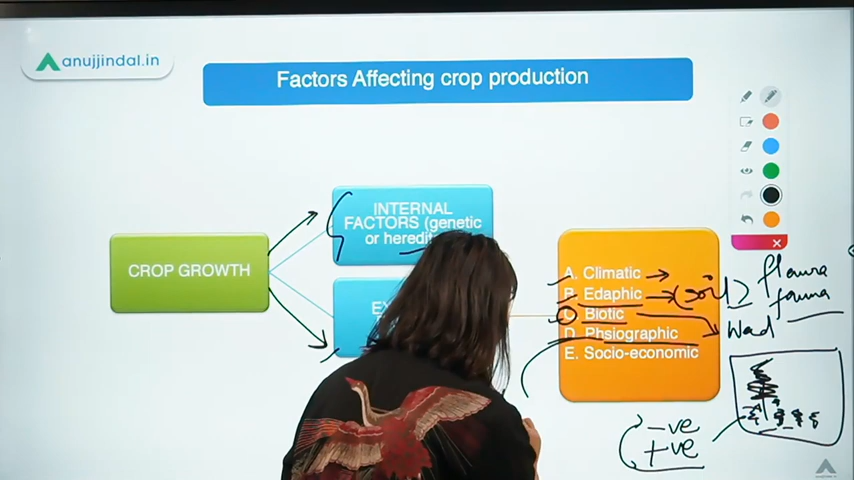 anujjindal.in
Factors Affecting crop production
INTERNAL
FACTORS (genetic
or heredit
CROP GROWTH
EX
A. Climatic
B. Edaphic
C. Biotic
D. Phsiographic
E. Socio-economic
(soil)
fauna
-ve
+ve